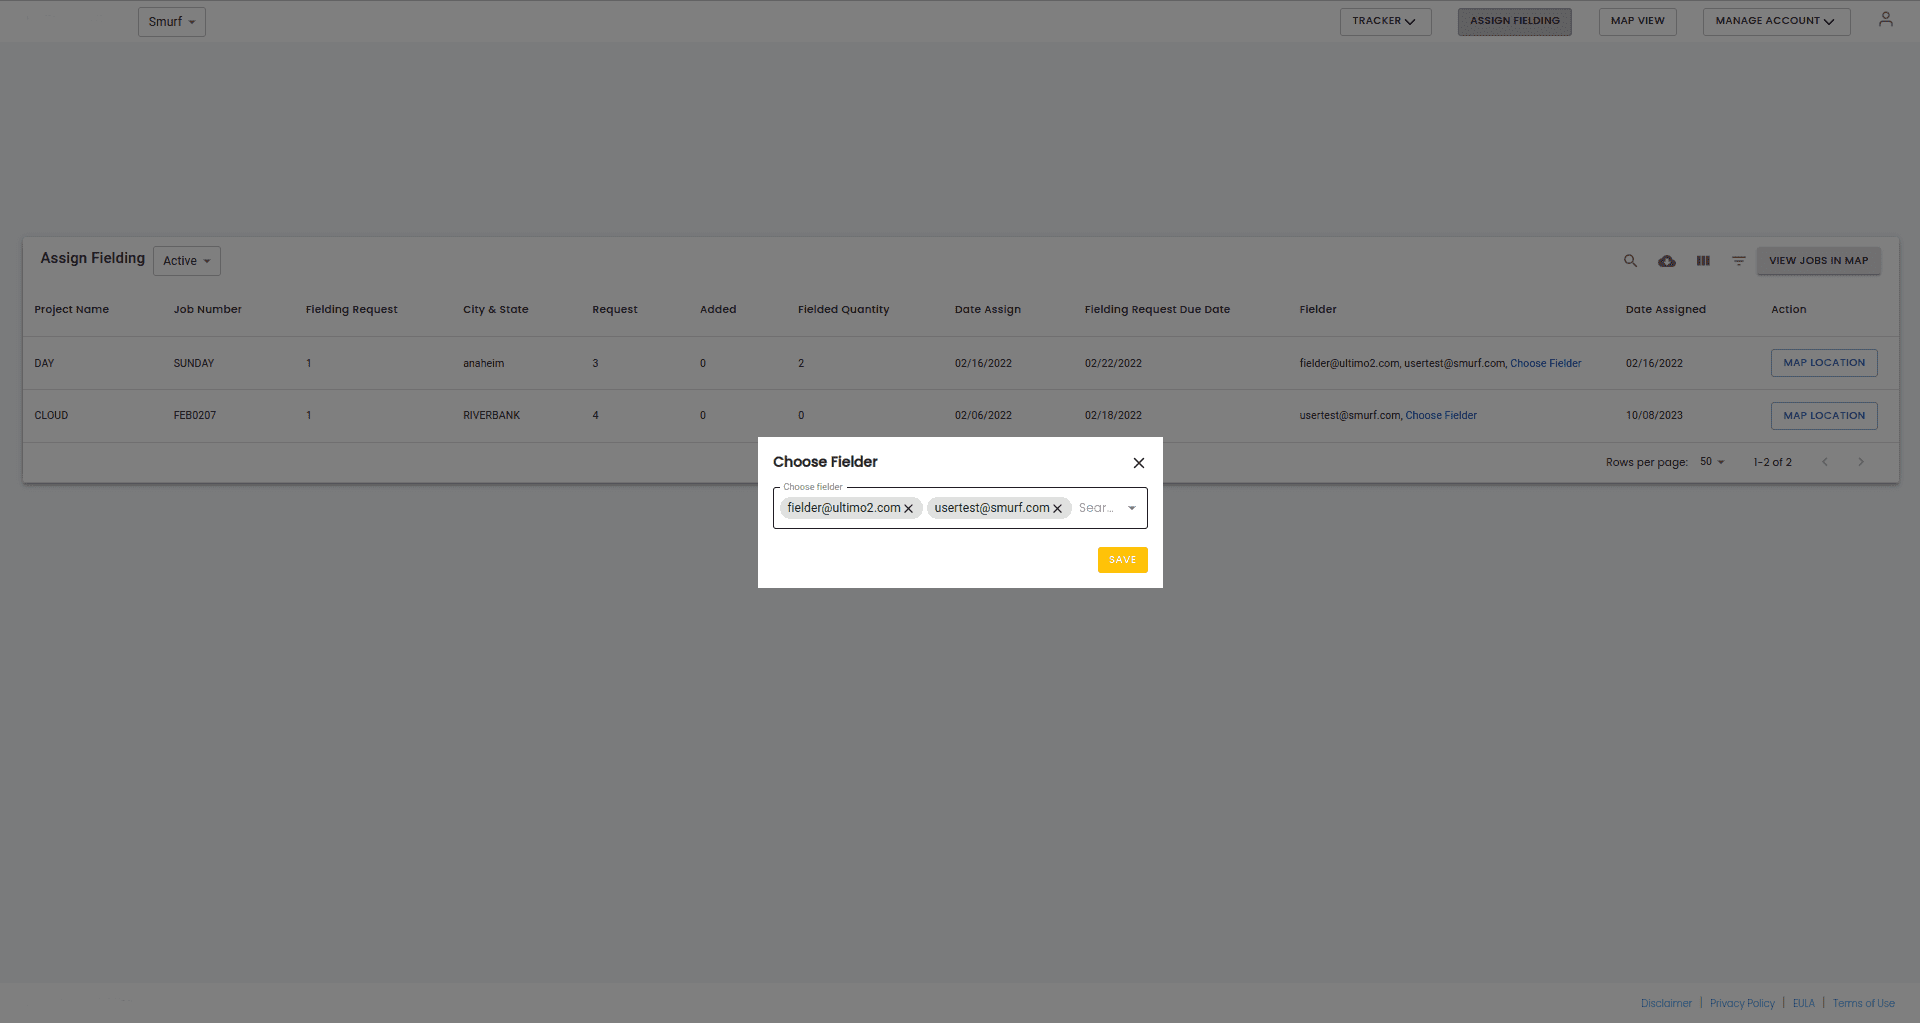 Smurf
TRACKER
ASSIGN FIELDING
MAP VIEW
MANAGE ACCOUNT
Assign Fielding
Active
VIEW JOBS IN MAP
Project Name Job Number Fielding Request City & State Request Added Fielded Quantity Date Assign Fielding Request Due Date Fielder Date Assigned Action
DAY SUNDAY 1 anaheim 3 0 2 02/16/2022 02/22/2022 fielder@ultimo2.com, usertest@smurf.com, Choose Fielder 02/16/2022 MAP LOCATION
CLOUD FEB0207 1 RIVERBANK 4 0 0 02/06/2022 02/18/2022 usertest@smurf.com, Choose Fielder 10/08/2023 MAP LOCATION
Rows per page: 50 1-2 of 2
Choose Fielder
Choose fielder
fielder@ultimo2.com usertest@smurf.com Sear...
SAVE
Disclaimer | Privacy Policy | EULA | Terms of Use